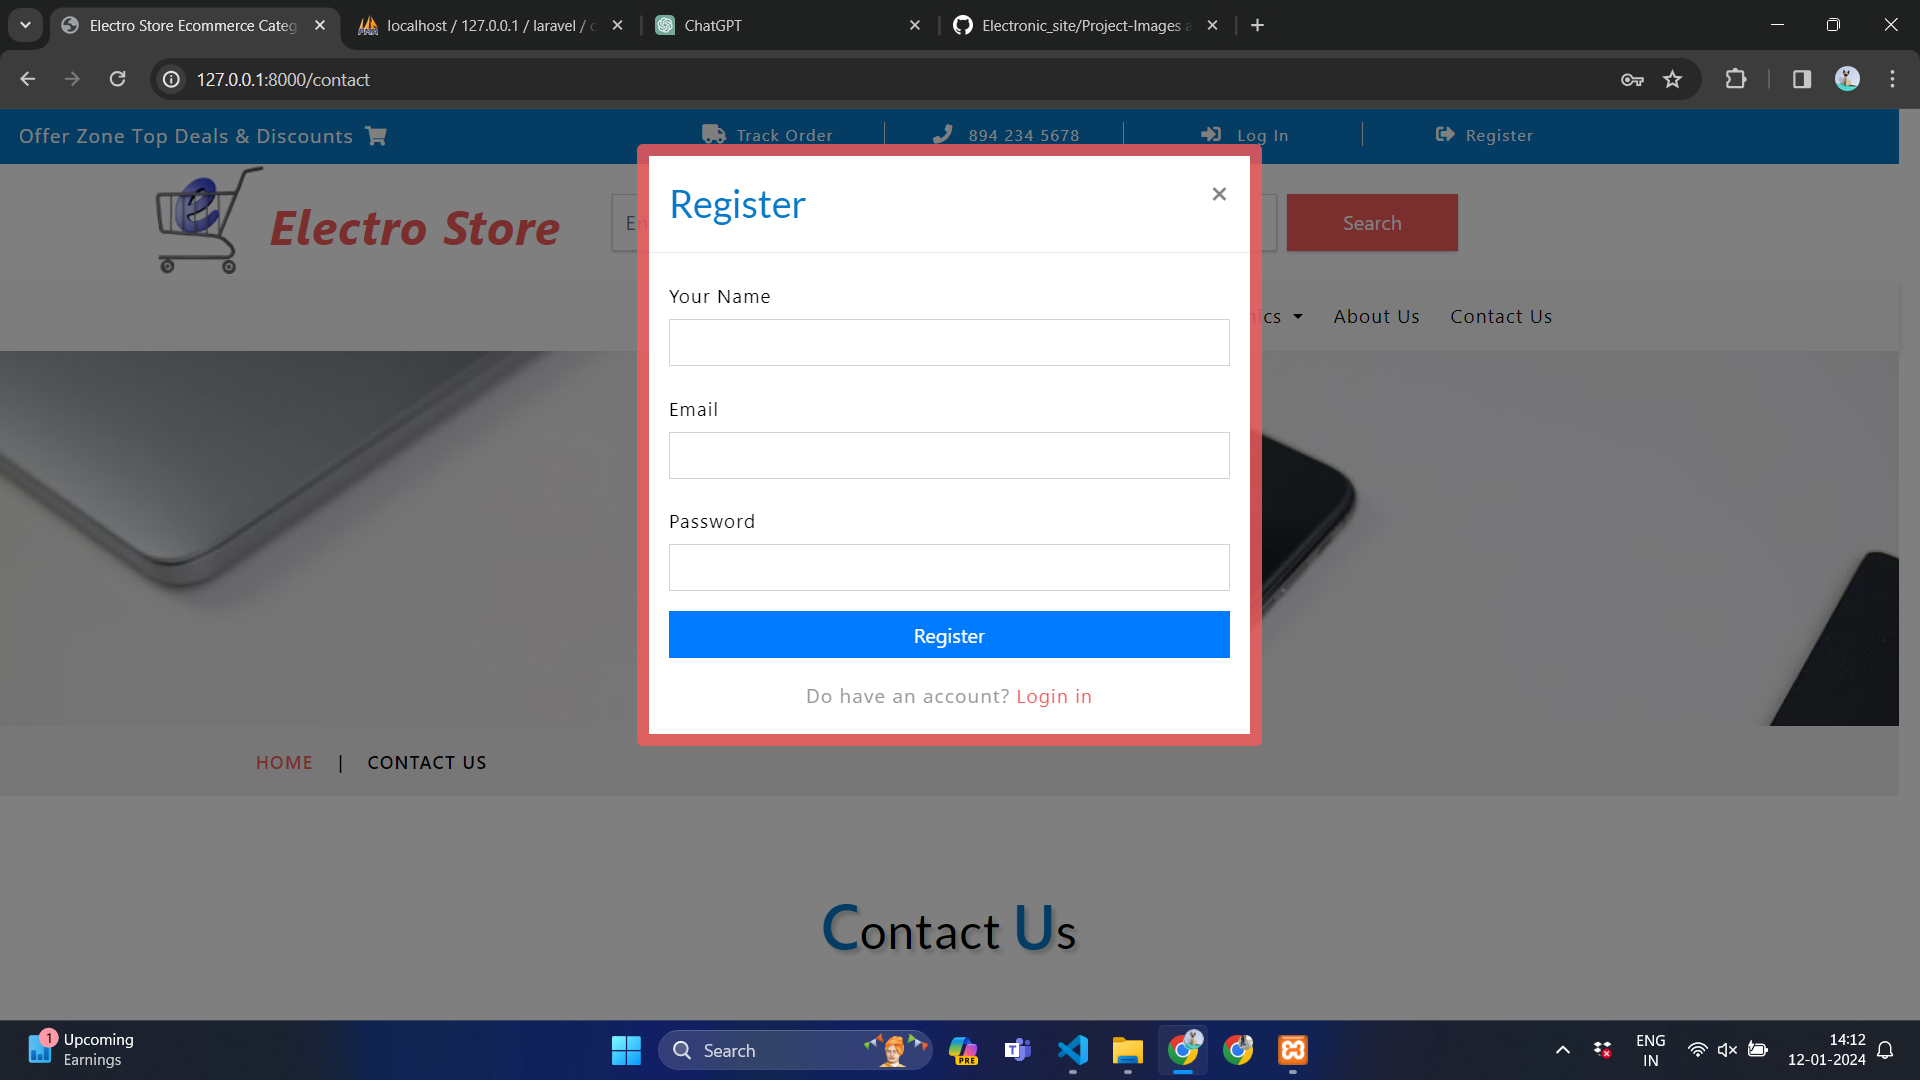 Electro Store Ecommerce Categ
localhost / 127.0.0.1 / laravel / c
ChatGPT
Electronic_site/Project-Images a
127.0.0.1:8000/contact
Offer Zone Top Deals & Discounts
Track Order
894 234 5678
Log In
Register
Electro Store
En
Search
Register
×
Your Name
ics
About Us
Contact Us
Email
Password
Register
Do have an account? Login in
HOME | CONTACT US
Contact Us
1
Upcoming
Earnings
Search
PRE
ENG
IN
14:12
12-01-2024